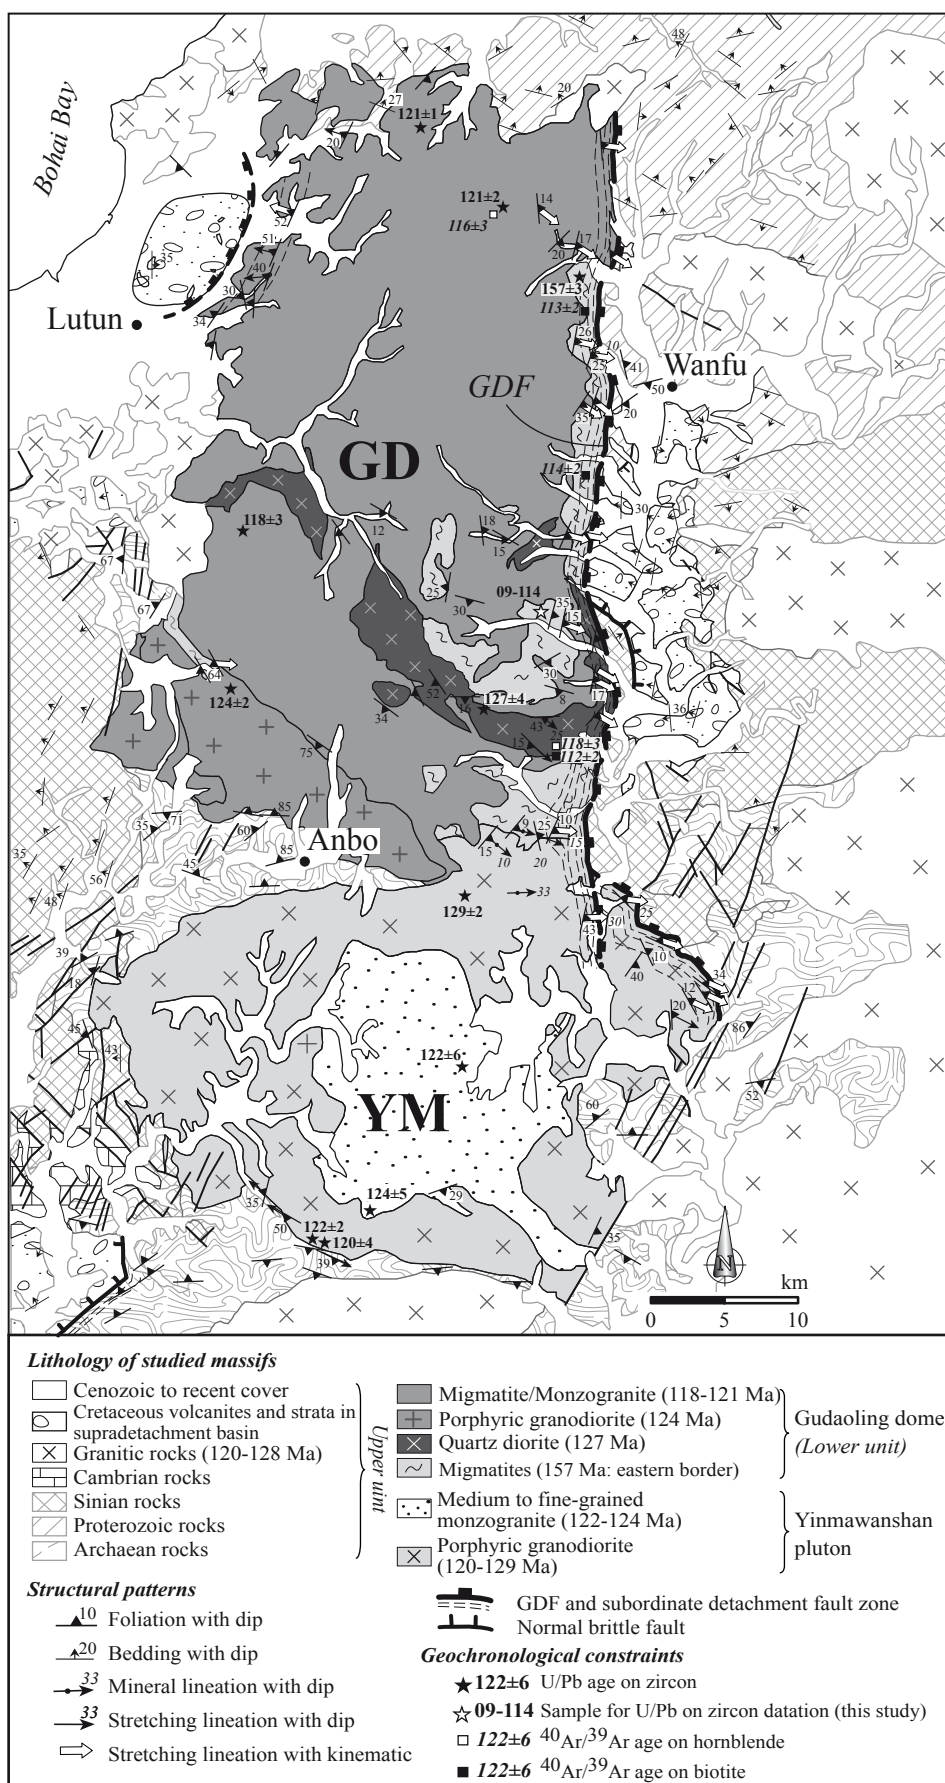 Bohai Bay
48
20
27
121±1
20
121±2
116±3
14
52
51
40
35
30
34
17
20
157±3
113±2
Lutun
26
10
25
41
Wanfu
50
GDF
35
20
GD
114±2
118±3
12
18
15
30
67
67
25
30
09-114
35
15
30
64
124±2
52
8
17
34
16
127±4
36
43
25
15
118±3
112±2
75
85
71
35
60
9
25
10
15
Anbo
85
45
15
10
20
35
56
48
33
129±2
25
30
43
39
18
10
40
34
12
20
45
43
86
122±6
52
YM
60
35
124±5
29
50
122±2
120±4
39
35
N
km
0 5 10
Lithology of studied massifs
Cenozoic to recent cover
Cretaceous volcanites and strata in
supradetachment basin
Granitic rocks (120-128 Ma)
Cambrian rocks
Sinian rocks
Proterozoic rocks
Archaean rocks
Upper uint
Migmatite/Monzogranite (118-121 Ma)
Porphyric granodiorite (124 Ma)
Quartz diorite (127 Ma)
Migmatites (157 Ma: eastern border)
Gudaoling dome
(Lower unit)
Medium to fine-grained
monzogranite (122-124 Ma)
Porphyric granodiorite
(120-129 Ma)
Yinmawanshan
pluton
Structural patterns
10 Foliation with dip
20 Bedding with dip
33 Mineral lineation with dip
33 Stretching lineation with dip
Stretching lineation with kinematic
GDF and subordinate detachment fault zone
Normal brittle fault
Geochronological constraints
122±6 U/Pb age on zircon
09-114 Sample for U/Pb on zircon datation (this study)
122±6 40Ar/39Ar age on hornblende
122±6 40Ar/39Ar age on biotite